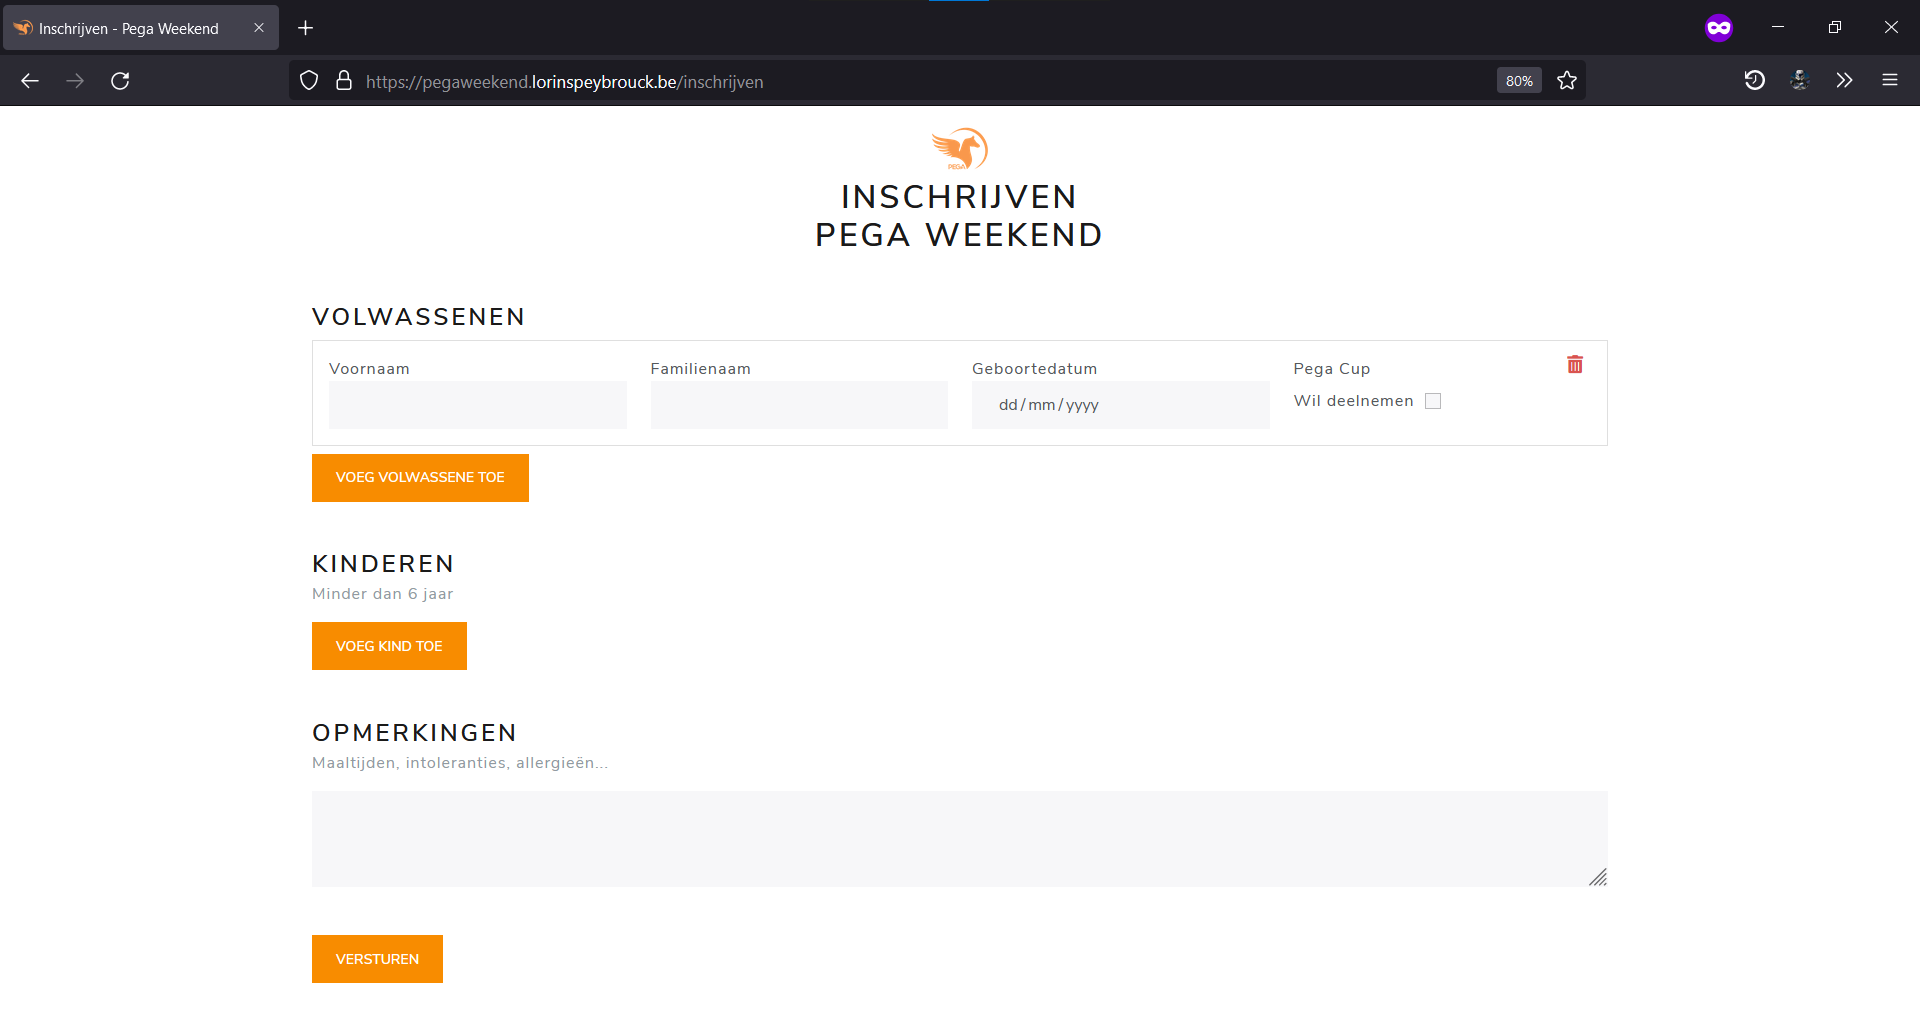 Inschrijven - Pega Weekend
https://pegaweekend.lorinspeybrouck.be/inschrijven
80%
PEGA
INSCHRIJVEN
PEGA WEEKEND
VOLWASSENEN
Voornaam Familienaam Geboortedatum Pega Cup
dd/mm/yyyy Wil deelnemen
VOEG VOLWASSENE TOE
KINDEREN
Minder dan 6 jaar
VOEG KIND TOE
OPMERKINGEN
Maaltijden, intoleranties, allergieën...
VERSTUREN